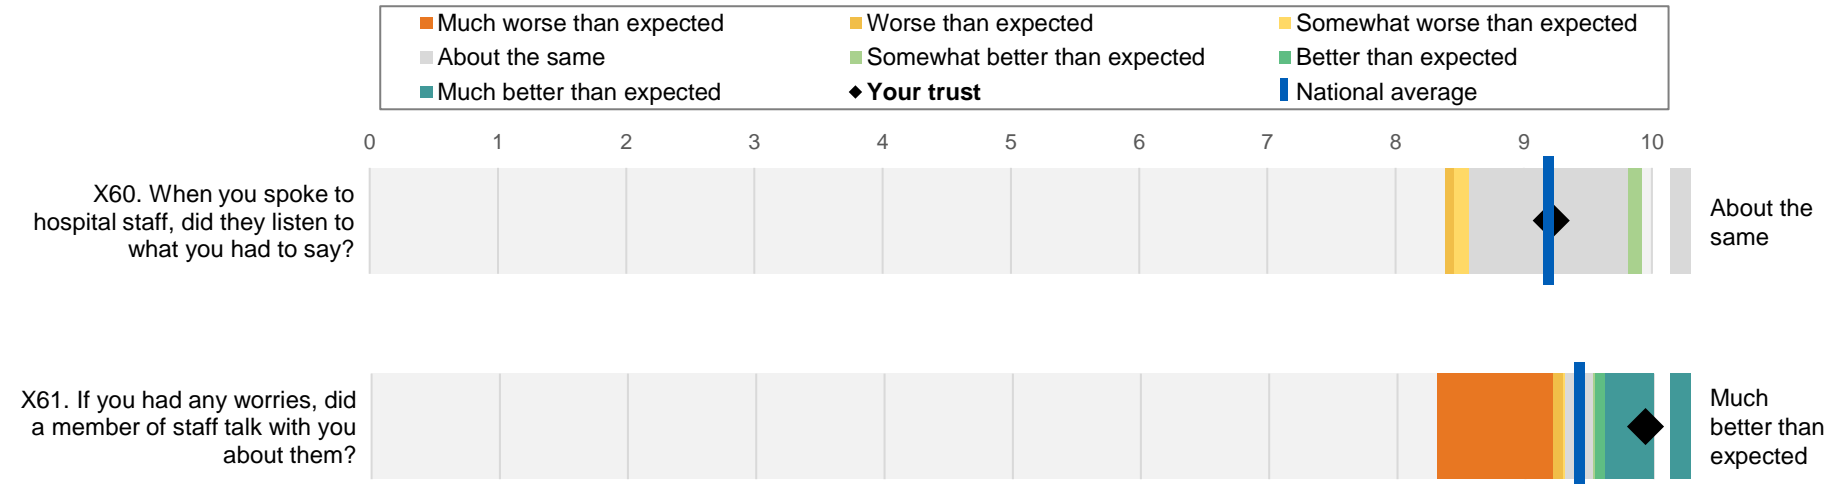 Much worse than expected
Worse than expected
Somewhat worse than expected
About the same
Somewhat better than expected
Better than expected
Much better than expected
Your trust
National average
0 1 2 3 4 5 6 7 8 9 10
X60. When you spoke to
hospital staff, did they listen to
what you had to say?
About the
same
X61. If you had any worries, did
a member of staff talk with you
about them?
Much
better than
expected